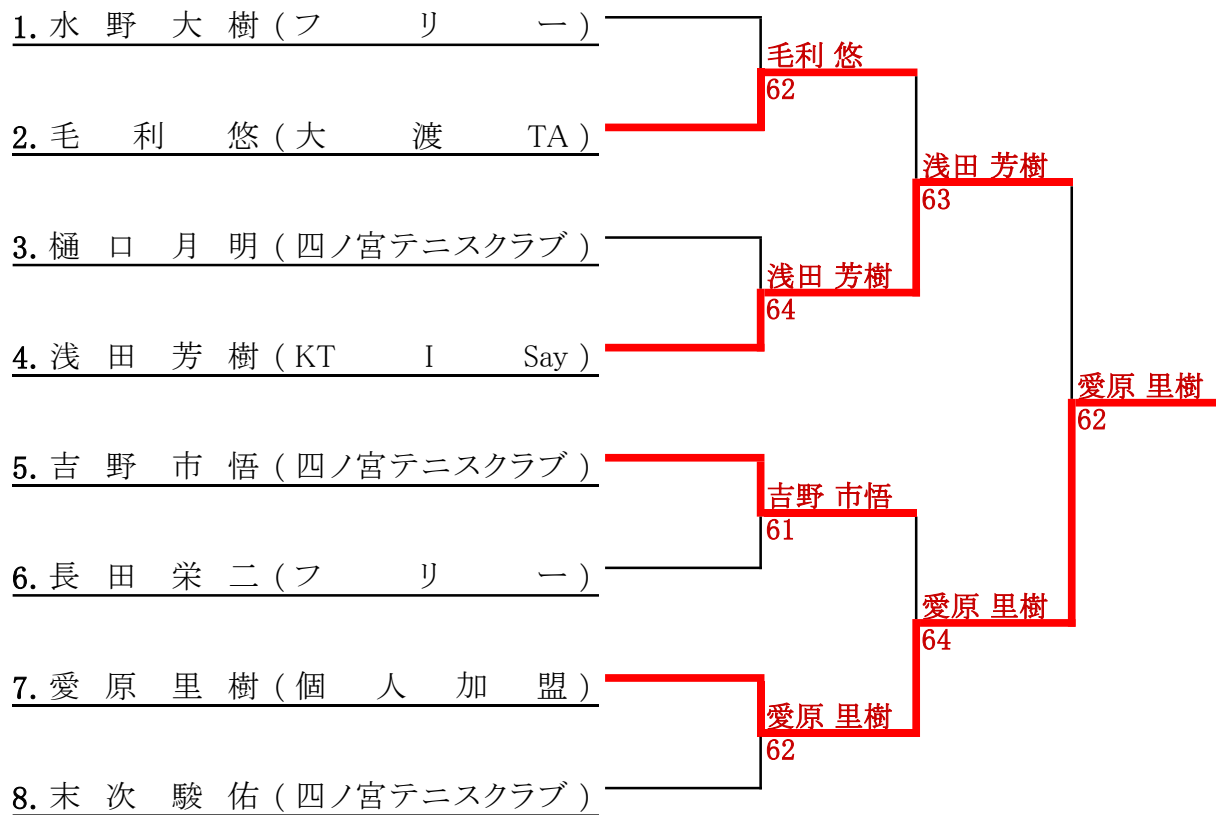 1. 水野大樹(フリー)
毛利 悠
62
2. 毛利悠(大渡TA)
浅田 芳樹
63
3. 樋口月明(四ノ宮テニスクラブ)
浅田 芳樹
64
4. 浅田芳樹(KT I Say)
愛原 里樹
62
5. 吉野市悟(四ノ宮テニスクラブ)
吉野 市悟
61
6. 長田栄二(フリー)
愛原 里樹
64
7. 愛原里樹(個人加盟)
愛原 里樹
62
8. 末次駿佑(四ノ宮テニスクラブ)